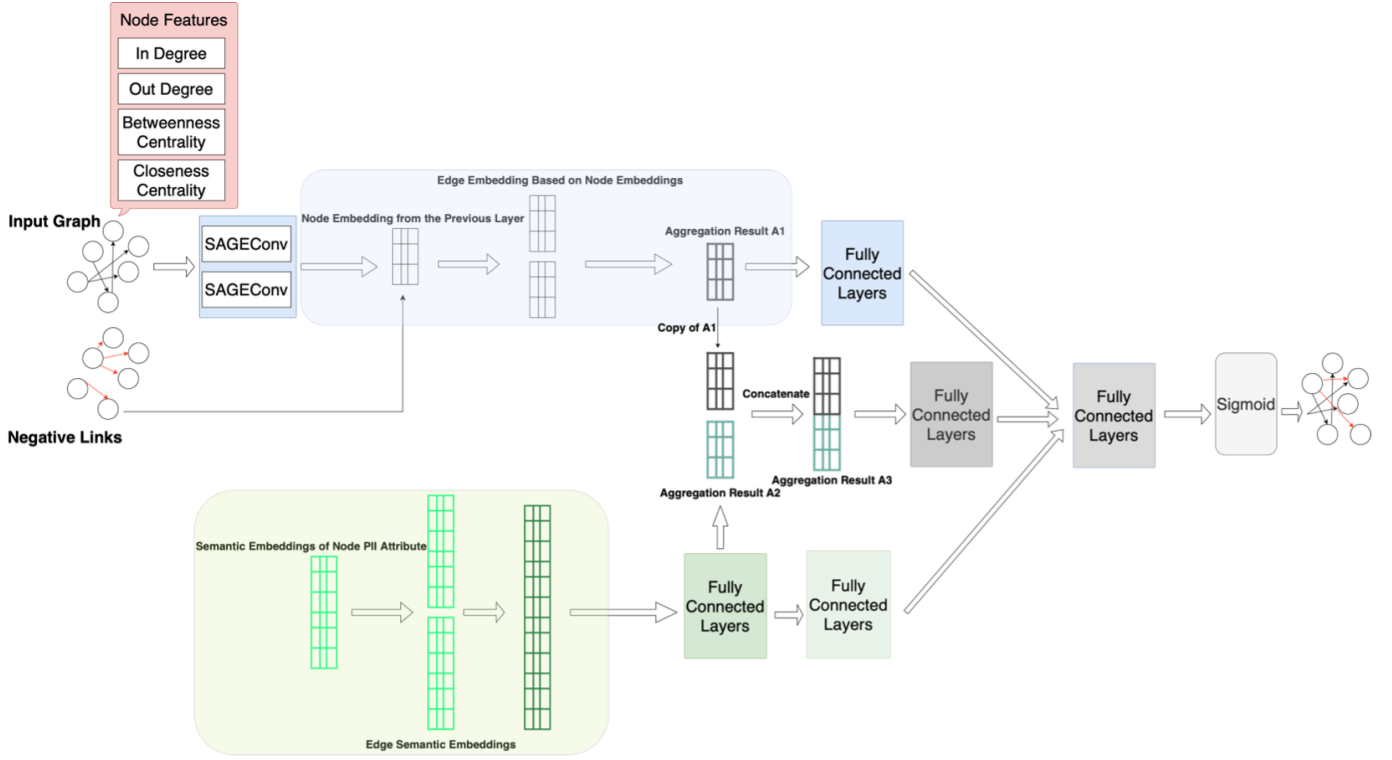 Node Features
In Degree
Out Degree
Betweenness
Centrality
Closeness
Centrality
Input Graph
SAGEConv
SAGEConv
Edge Embedding Based on Node Embeddings
Node Embedding from the Previous Layer
Aggregation Result A1
Fully
Connected
Layers
Copy of A1
Negative Links
Concatenate
Aggregation Result A2
Aggregation Result A3
Fully
Connected
Layers
Fully
Connected
Layers
Sigmoid
Semantic Embeddings of Node PII Attribute
Edge Semantic Embeddings
Fully
Connected
Layers
Fully
Connected
Layers